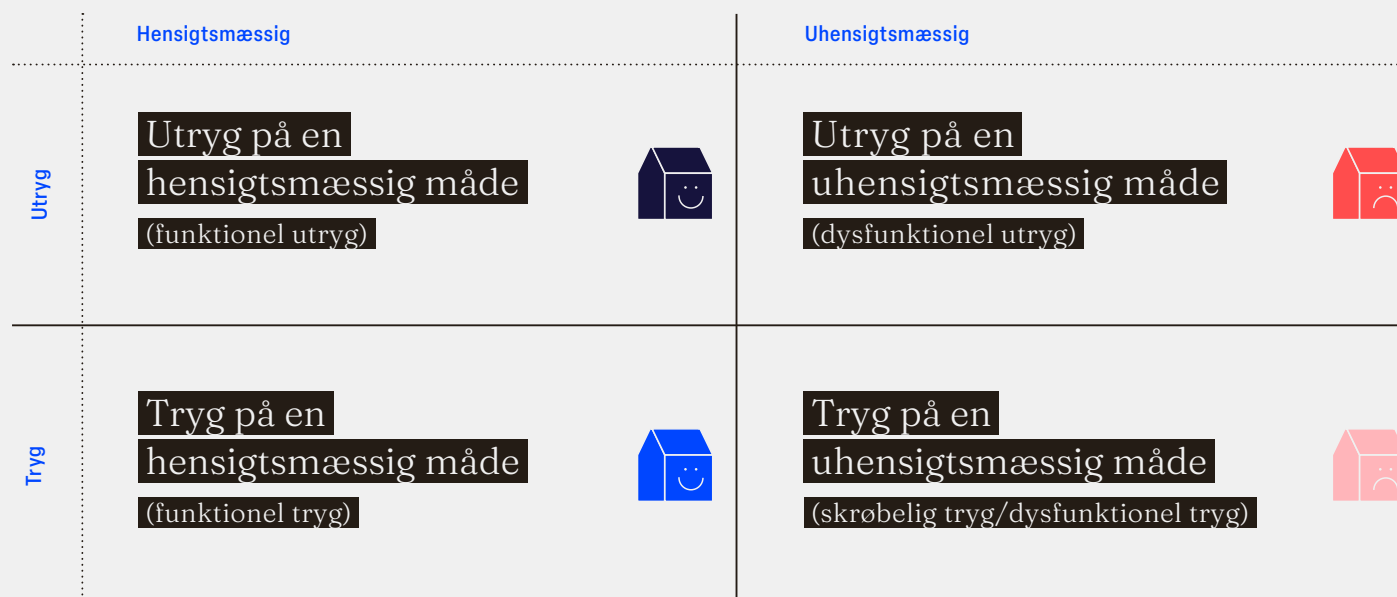 Hensigtsmæssig
Uhensigtsmæssig
Utryg
Utryg på en
hensigtsmæssig måde
(funktionel utryg)
Utryg på en
uhensigtsmæssig måde
(dysfunktionel utryg)
Tryg
Tryg på en
hensigtsmæssig måde
(funktionel tryg)
Tryg på en
uhensigtsmæssig måde
(skrøbelig tryg/dysfunktionel tryg)